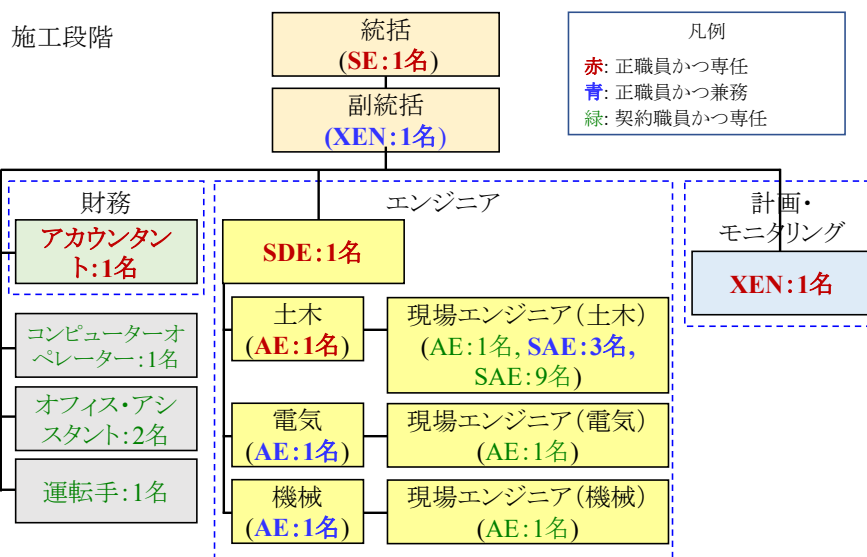 施工段階
統括
(SE:1名)
副統括
(XEN:1名)
凡例
赤: 正職員かつ専任
青: 正職員かつ兼務
緑: 契約職員かつ専任
財務
アカウンタン
ト:1名
コンピューターオ
ペレーター:1名
オフィス・アシ
スタント:2名
運転手:1名
エンジニア
SDE:1名
土木
(AE:1名)
現場エンジニア(土木)
(AE:1名, SAE:3名,
SAE:9名)
電気
(AE:1名)
現場エンジニア(電気)
(AE:1名)
機械
(AE:1名)
現場エンジニア(機械)
(AE:1名)
計画・
モニタリング
XEN:1名